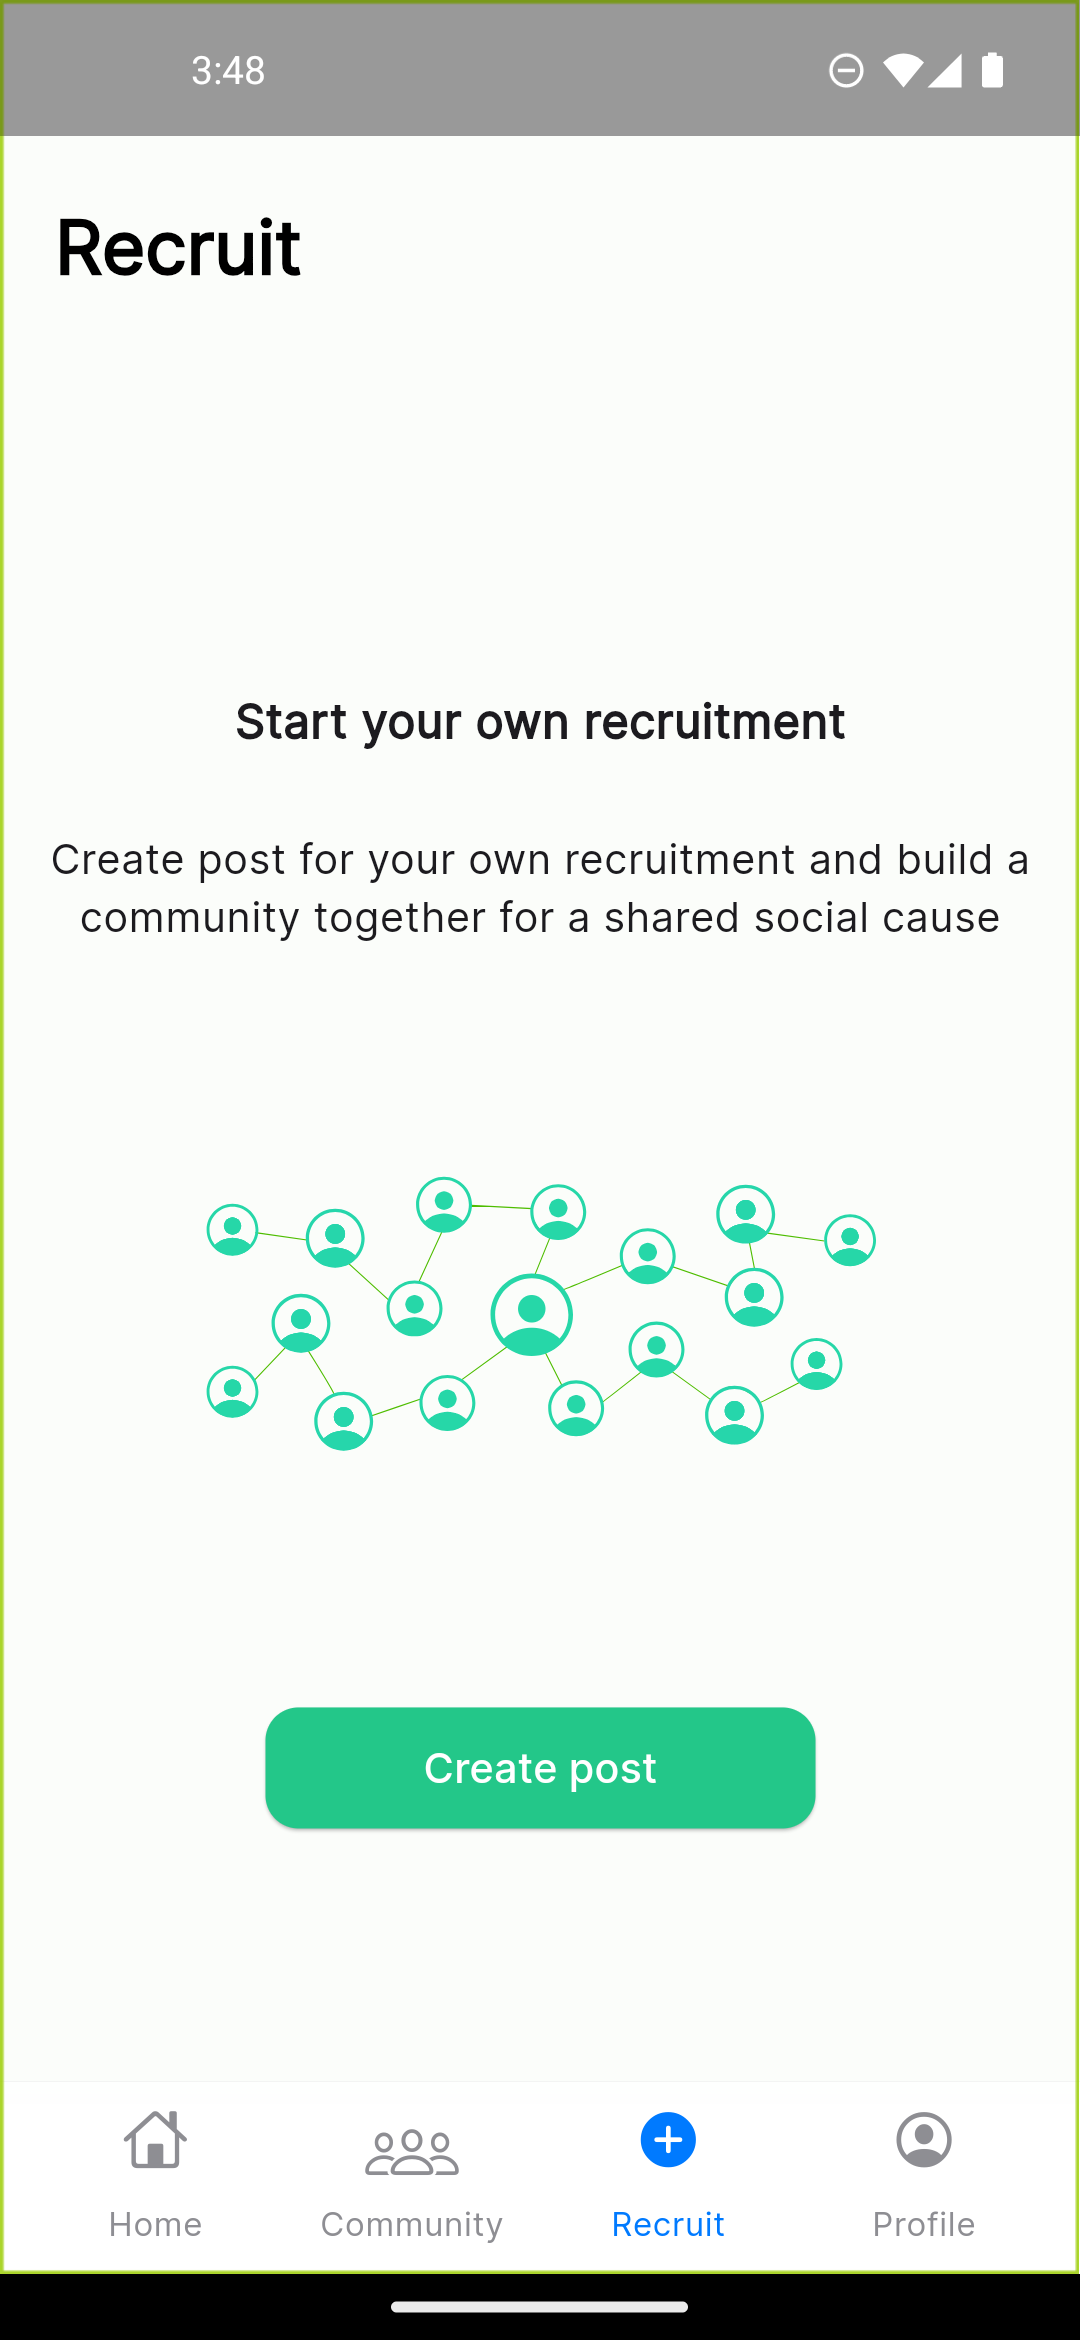 3:48
Recruit
Start your own recruitment
Create post for your own recruitment and build a
community together for a shared social cause
Create post
Home
Community
Recruit
Profile